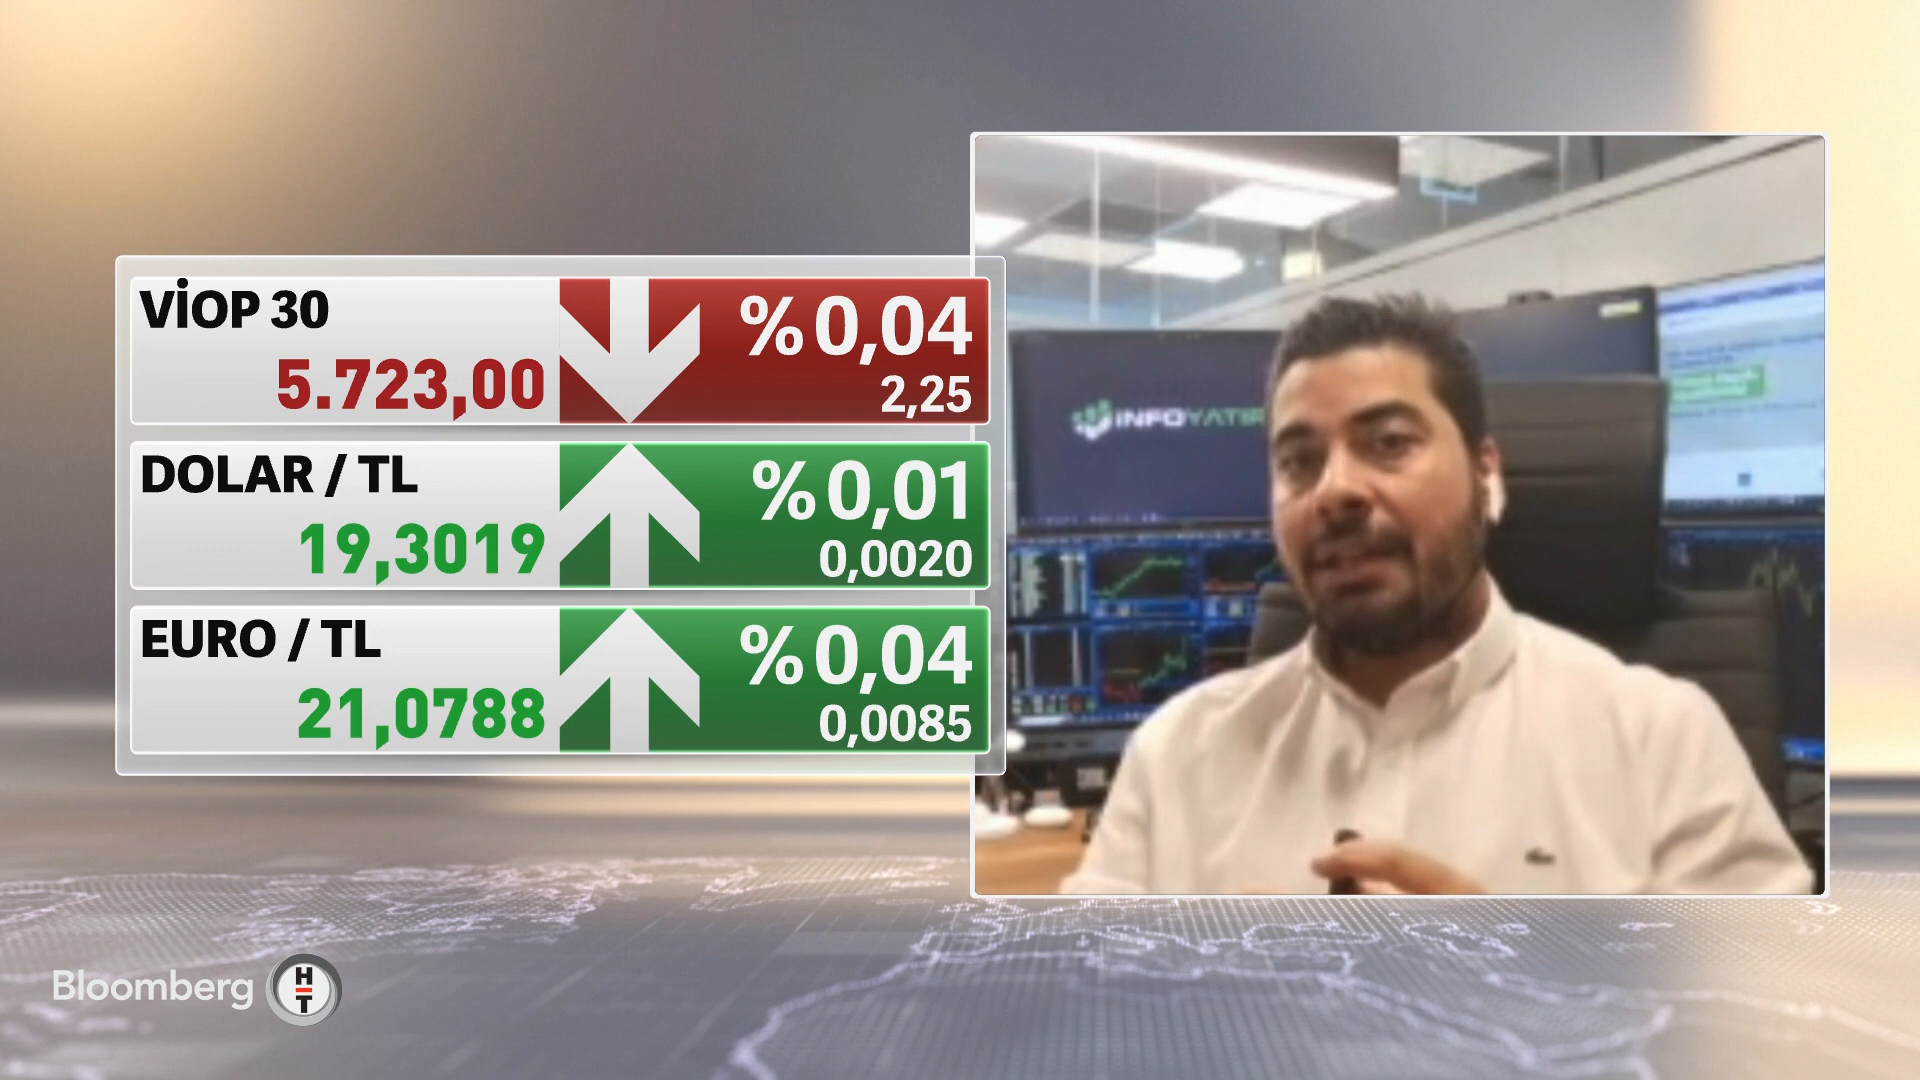 VİOP 30
5.723,00
%0,04
2,25
DOLAR / TL
19,3019
%0,01
0,0020
EURO / TL
21,0788
%0,04
0,0085
INFOYATIR
Bloomberg HT